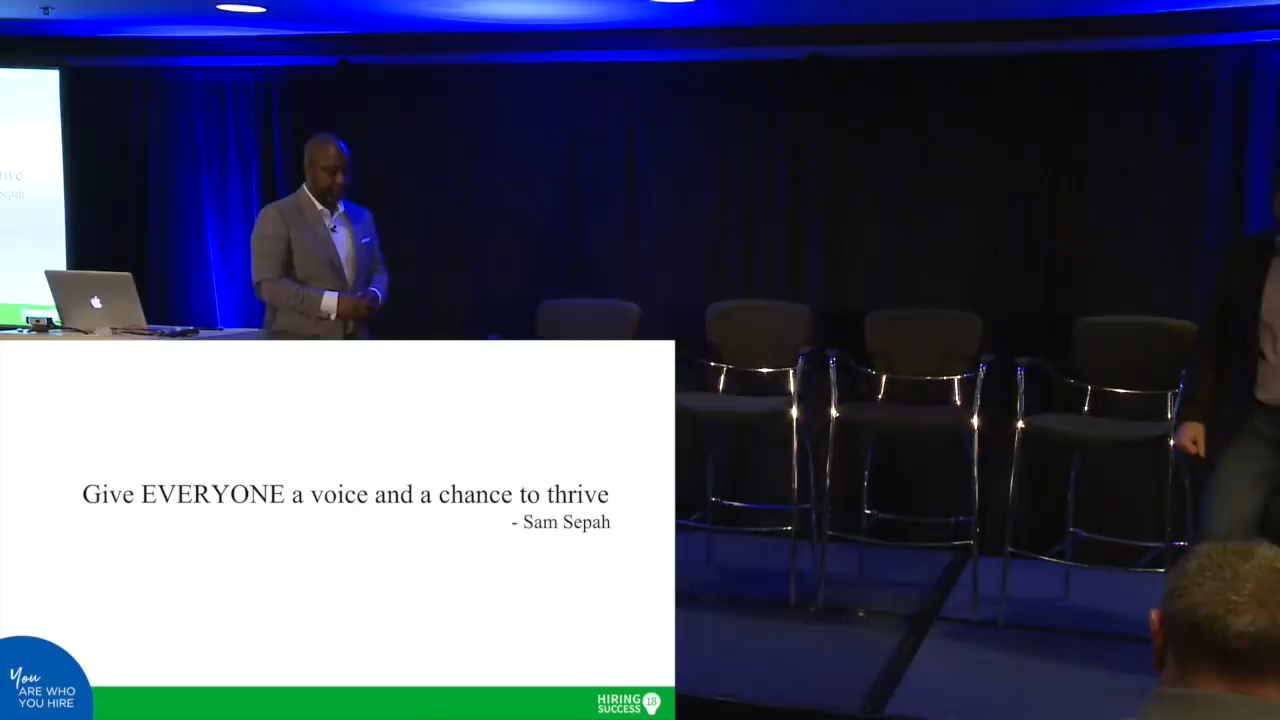 Give EVERYONE a voice and a chance to thrive
- Sam Sepah
You
ARE WHO
YOU HIRE
HIRING
SUCCESS
18